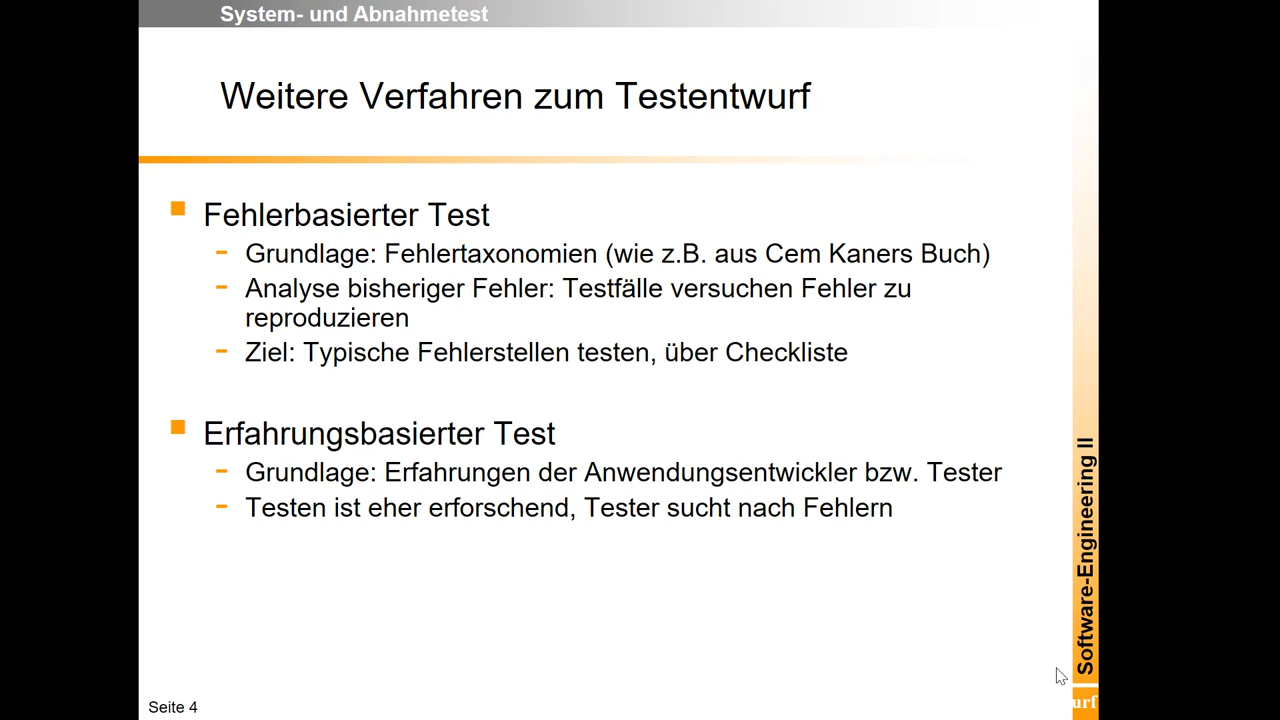 System- und Abnahmetest
Weitere Verfahren zum Testentwurf
Fehlerbasierter Test
- Grundlage: Fehlertaxonomien (wie z.B. aus Cem Kaners Buch)
- Analyse bisheriger Fehler: Testfälle versuchen Fehler zu
reproduzieren
- Ziel: Typische Fehlerstellen testen, über Checkliste
Erfahrungsbasierter Test
- Grundlage: Erfahrungen der Anwendungsentwickler bzw. Tester
- Testen ist eher erforschend, Tester sucht nach Fehlern
Software-Engineering II
Seite 4
urf